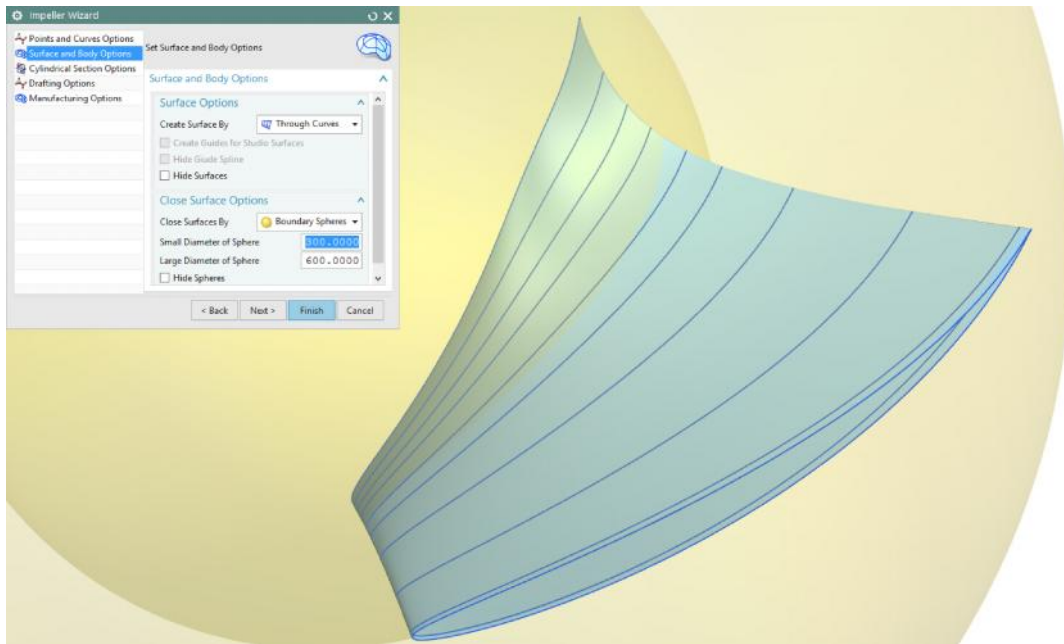 Impeller Wizard
Points and Curves Options
Surface and Body Options
Cylindrical Section Options
Drafting Options
Manufacturing Options
Set Surface and Body Options
Surface and Body Options
Surface Options
Create Surface By Through Curves
Create Guides for Studio Surfaces
Hide Giude Spline
Hide Surfaces
Close Surface Options
Close Surfaces By Boundary Spheres
Small Diameter of Sphere 300.0000
Large Diameter of Sphere 600.0000
Hide Spheres
< Back Next > Finish Cancel